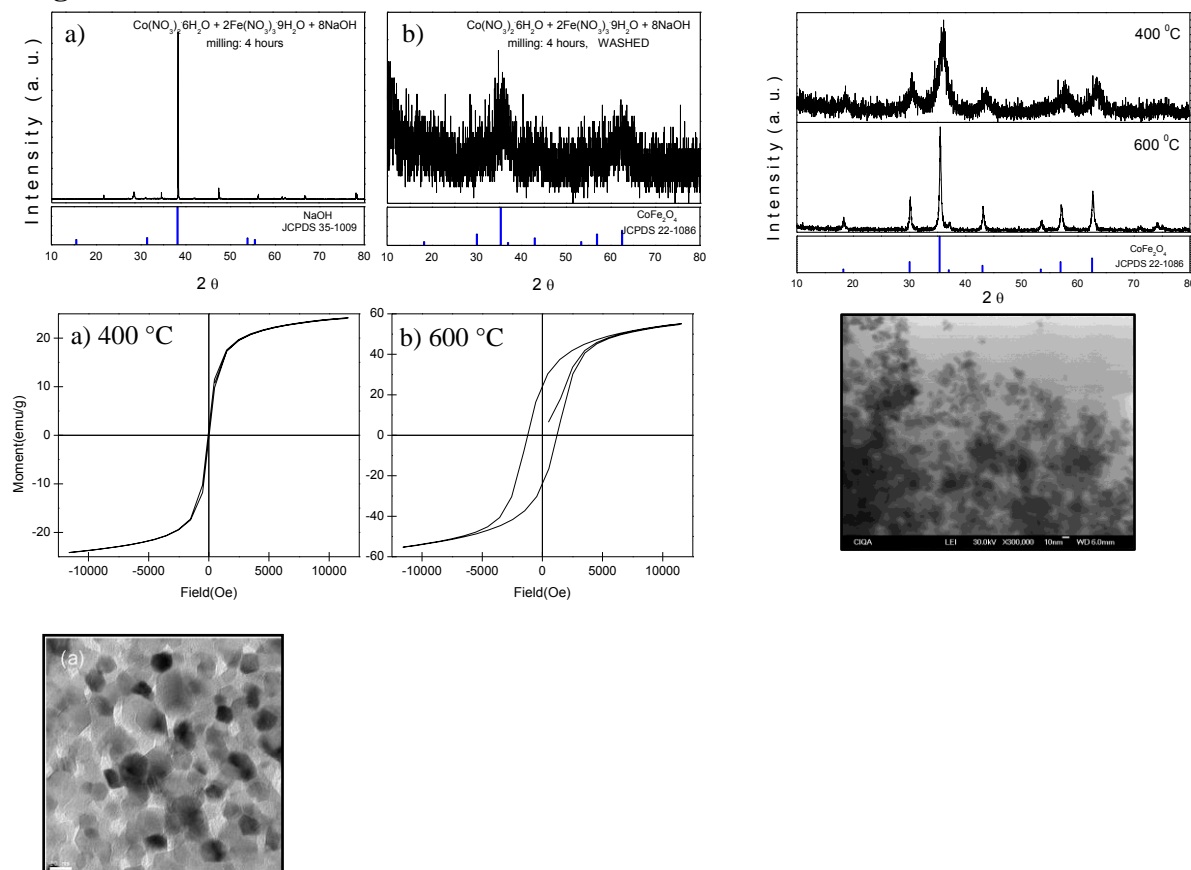 a)
Co(NO3)2 6H2O + 2Fe(NO3)3 9H2O + 8NaOH
milling: 4 hours
Intensity (a. u.)
NaOH
JCPDS 35-1009
10 20 30 40 50 60 70 80
2 θ
b)
Co(NO3)2 6H2O + 2Fe(NO3)3 9H2O + 8NaOH
milling: 4 hours, WASHED
CoFe2O4
JCPDS 22-1086
10 20 30 40 50 60 70 80
2 θ
400 °C
Intensity (a. u.)
600 °C
CoFe2O4
JCPDS 22-1086
10 20 30 40 50 60 70 80
2 θ
a) 400 °C
20
10
0
-10
-20
Moment(emu/g)
-10000 -5000 0 5000 10000
Field(Oe)
b) 600 °C
60
40
20
0
-20
-40
-60
-10000 -5000 0 5000 10000
Field(Oe)
CIQA LEI 30.0kV X300,000 10nm WD 6.0mm
(a)